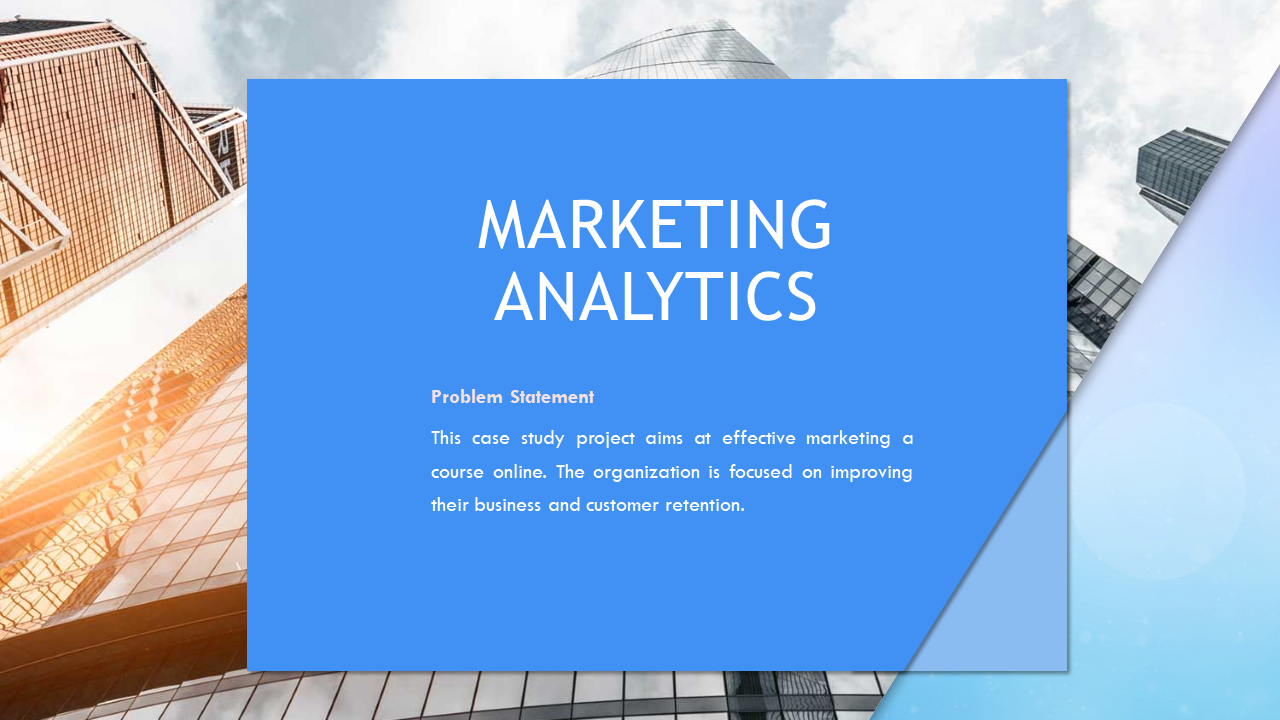 MARKETING
ANALYTICS
Problem Statement
This case study project aims at effective marketing a
course online. The organization is focused on improving
their business and customer retention.